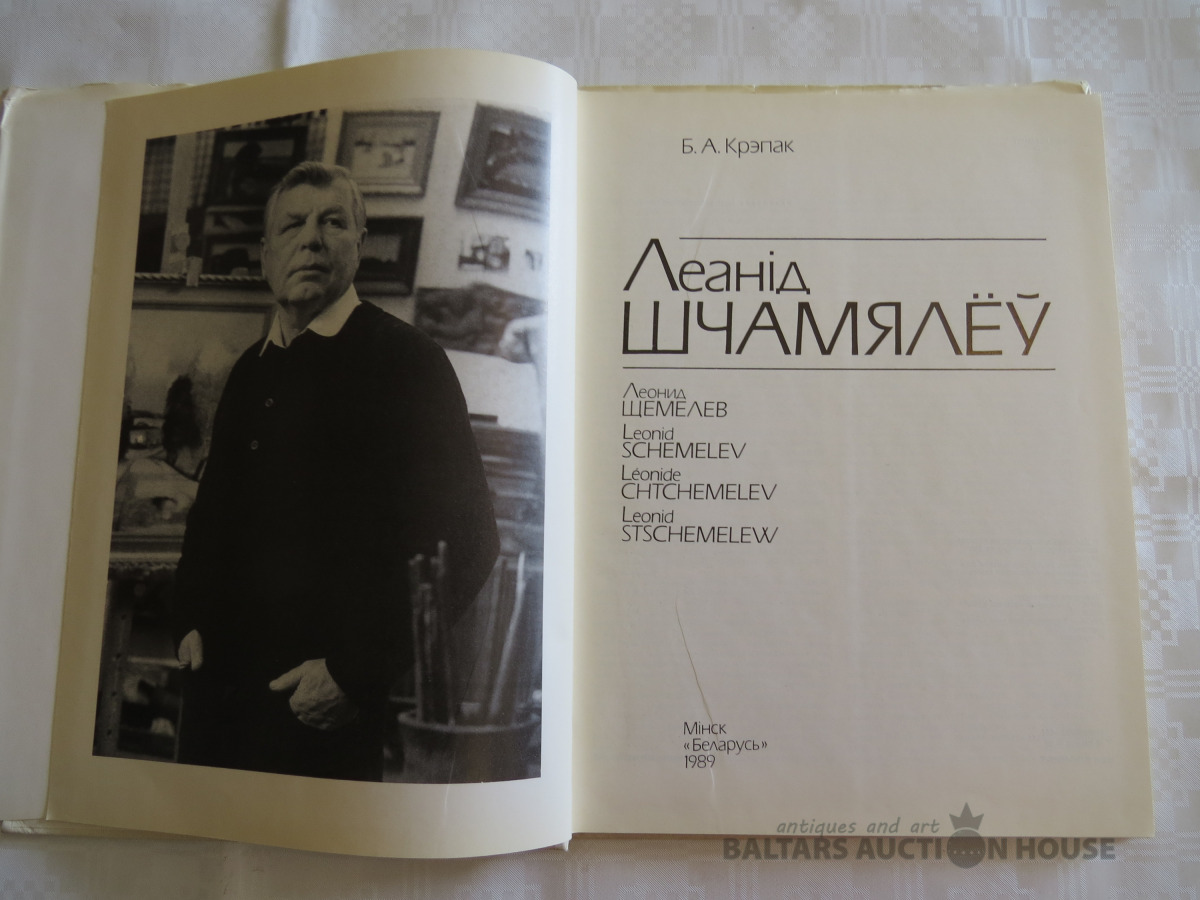 Б. А. Крэпак
Леанід
ШЧАМЯЛЁЎ
Леонид
ЩЕМЕЛЕВ
Leonid
SCHEMELEV
Léonide
CHTCHEMELEV
Leonid
STSCHEMELEW
Мінск
«Беларусь»
1989
antiques and art
BALTARS AUCTION HOUSE